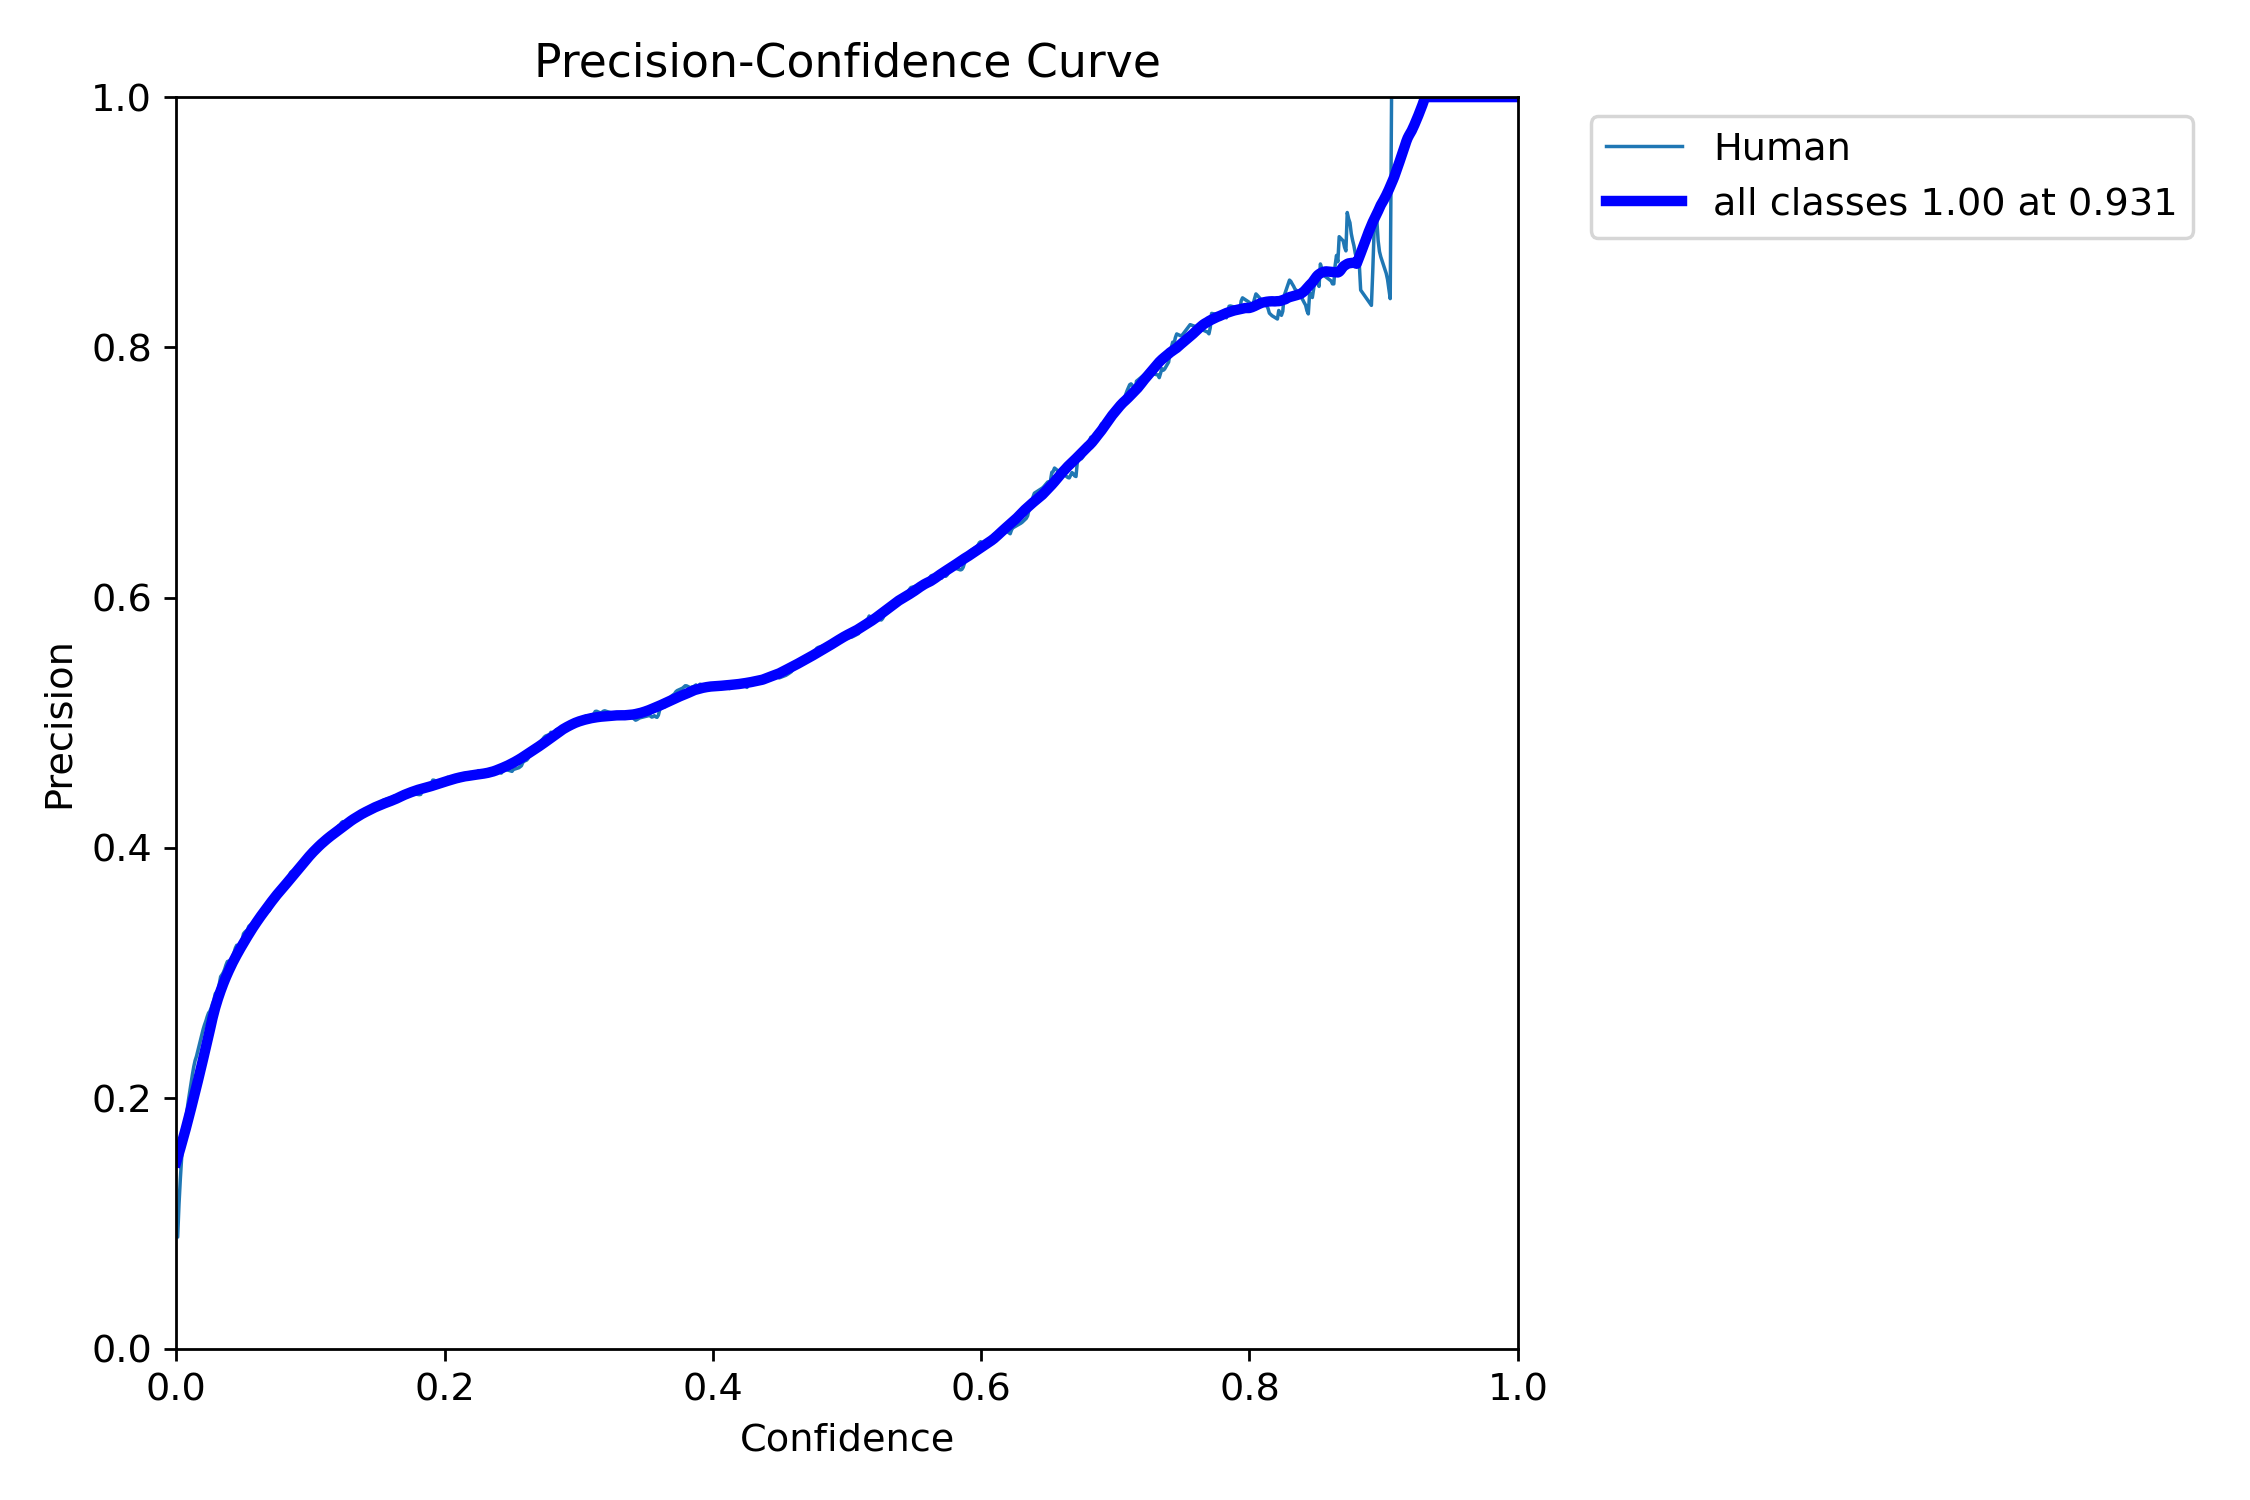 Precision-Confidence Curve
1.0
0.8
0.6
0.4
0.2
0.0
Precision
0.0 0.2 0.4 0.6 0.8 1.0
Confidence
Human
all classes 1.00 at 0.931